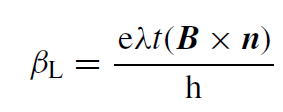 β_L = eλt(B × n) / h